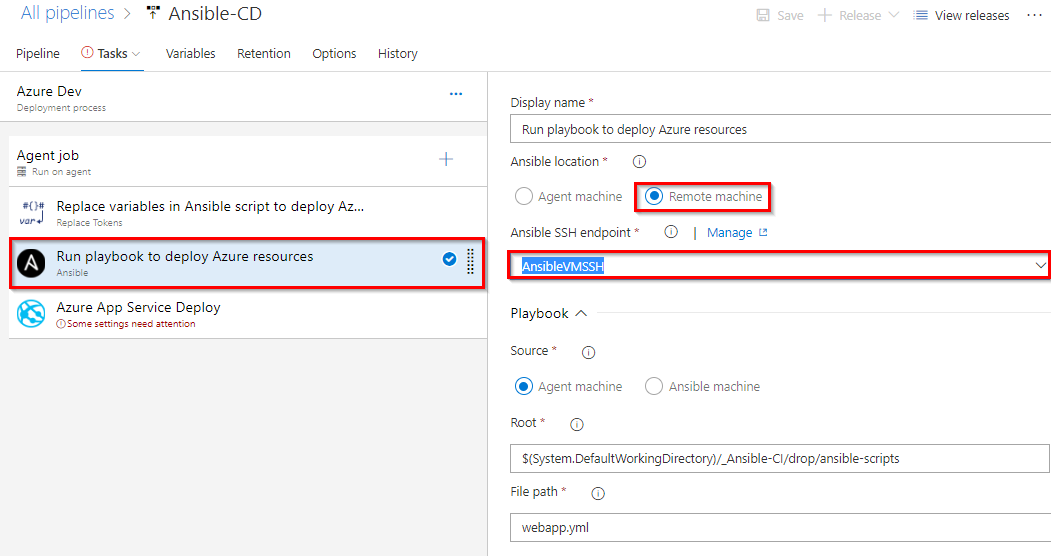 All pipelines > Ansible-CD
Save + Release View releases ...
Pipeline Tasks Variables Retention Options History
Azure Dev
Deployment process
...
Agent job
Run on agent
+
#{}#
var
Replace variables in Ansible script to deploy Az...
Replace Tokens
A
Run playbook to deploy Azure resources
Ansible
Azure App Service Deploy
Some settings need attention
Display name *
Run playbook to deploy Azure resources
Ansible location *
Agent machine Remote machine
Ansible SSH endpoint * | Manage
AnsibleVMSSH
Playbook
Source *
Agent machine Ansible machine
Root *
$(System.DefaultWorkingDirectory)/_Ansible-CI/drop/ansible-scripts
File path *
webapp.yml